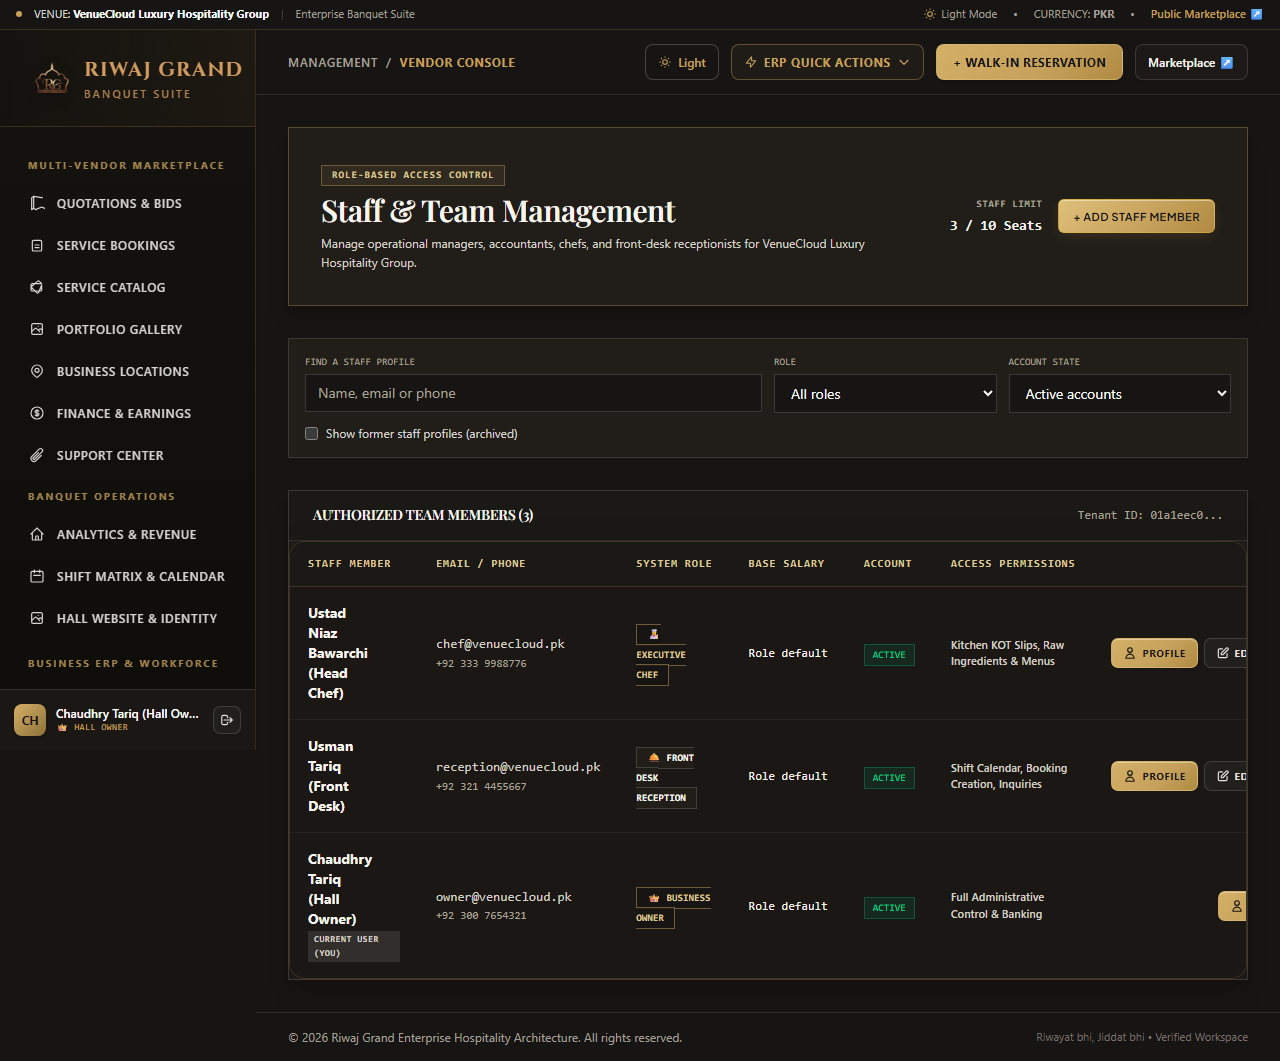 VENUE: VenueCloud Luxury Hospitality Group | Enterprise Banquet Suite
Light Mode • CURRENCY: PKR • Public Marketplace
RIWAJ GRAND
BANQUET SUITE
MANAGEMENT / VENDOR CONSOLE
Light
ERP QUICK ACTIONS
+ WALK-IN RESERVATION
Marketplace
MULTI-VENDOR MARKETPLACE
QUOTATIONS & BIDS
SERVICE BOOKINGS
SERVICE CATALOG
PORTFOLIO GALLERY
BUSINESS LOCATIONS
FINANCE & EARNINGS
SUPPORT CENTER
BANQUET OPERATIONS
ANALYTICS & REVENUE
SHIFT MATRIX & CALENDAR
HALL WEBSITE & IDENTITY
BUSINESS ERP & WORKFORCE
CH
Chaudhry Tariq (Hall Ow...
HALL OWNER
ROLE-BASED ACCESS CONTROL
Staff & Team Management
Manage operational managers, accountants, chefs, and front-desk receptionists for VenueCloud Luxury
Hospitality Group.
STAFF LIMIT
3 / 10 Seats
+ ADD STAFF MEMBER
FIND A STAFF PROFILE
Name, email or phone
ROLE
All roles
ACCOUNT STATE
Active accounts
Show former staff profiles (archived)
AUTHORIZED TEAM MEMBERS (3)
Tenant ID: 01a1eec0...
STAFF MEMBER EMAIL / PHONE SYSTEM ROLE BASE SALARY ACCOUNT ACCESS PERMISSIONS
Ustad
Niaz
Bawarchi
(Head
Chef)
chef@venuecloud.pk
+92 333 9988776
EXECUTIVE
CHEF
Role default
ACTIVE
Kitchen KOT Slips, Raw
Ingredients & Menus
PROFILE
ED
Usman
Tariq
(Front
Desk)
reception@venuecloud.pk
+92 321 4455667
FRONT
DESK
RECEPTION
Role default
ACTIVE
Shift Calendar, Booking
Creation, Inquiries
PROFILE
ED
Chaudhry
Tariq
(Hall
Owner)
CURRENT USER
(YOU)
owner@venuecloud.pk
+92 300 7654321
BUSINESS
OWNER
Role default
ACTIVE
Full Administrative
Control & Banking
© 2026 Riwaj Grand Enterprise Hospitality Architecture. All rights reserved.
Riwayat bhi, Jiddat bhi • Verified Workspace